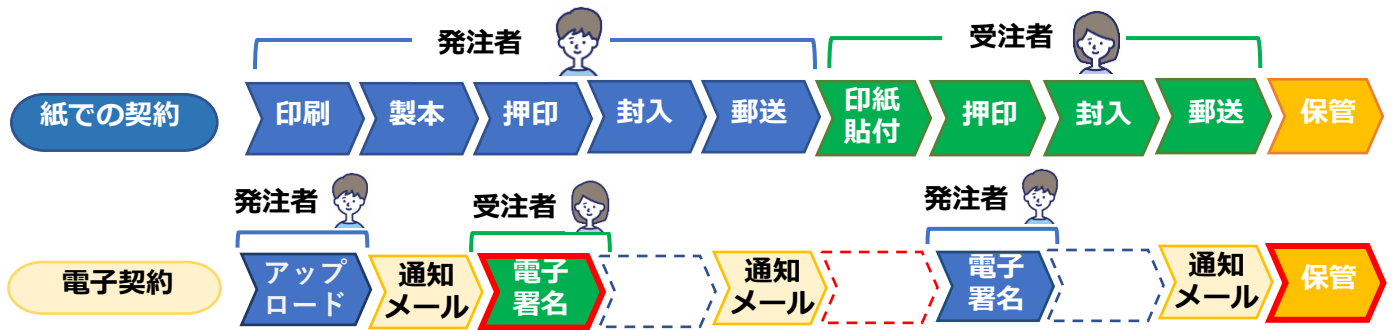 発注者
受注者
紙での契約
印刷
製本
押印
封入
郵送
印紙
貼付
押印
封入
郵送
保管
発注者
受注者
発注者
電子契約
アップ
ロード
通知
メール
電子
署名
通知
メール
電子
署名
通知
メール
保管